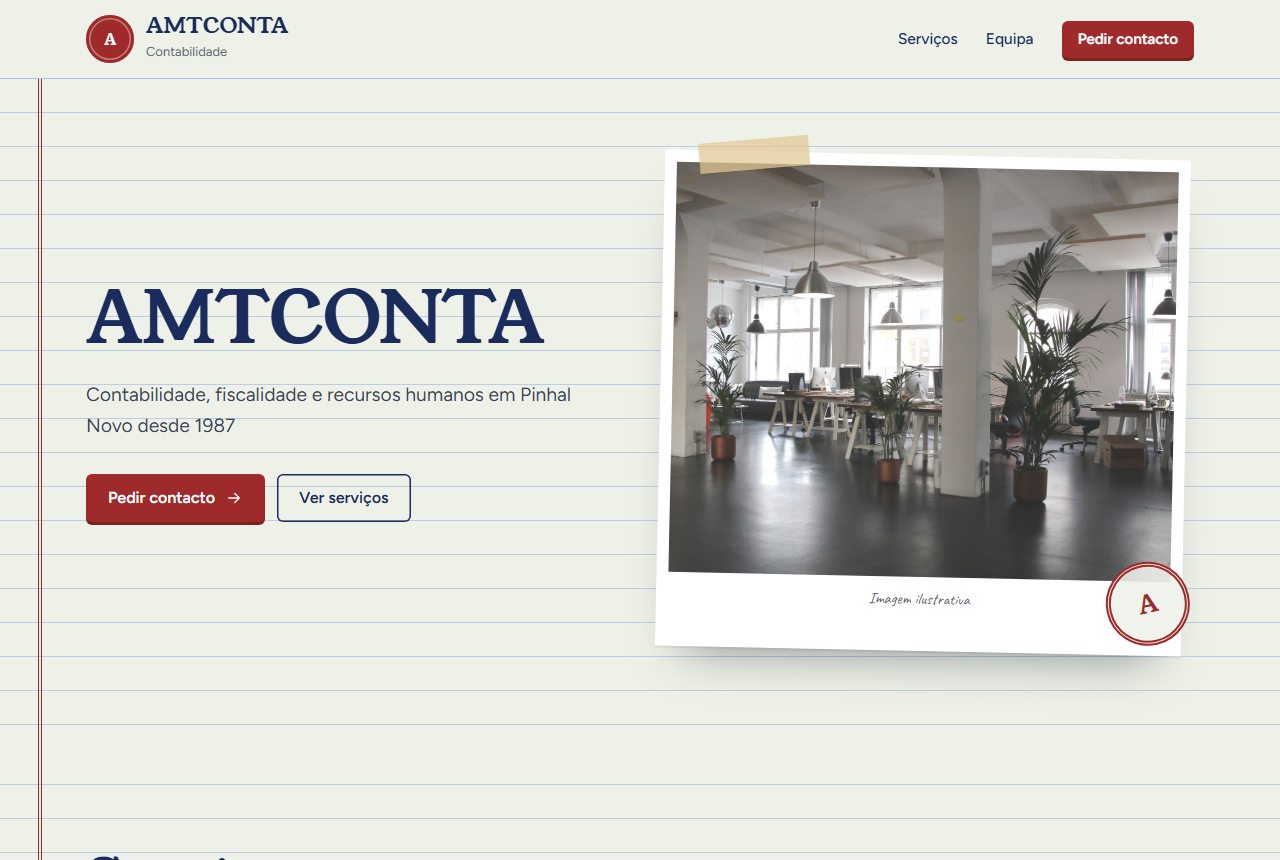 A
AMTCONTA
Contabilidade
Serviços
Equipa
Pedir contacto
AMTCONTA
Contabilidade, fiscalidade e recursos humanos em Pinhal
Novo desde 1987
Pedir contacto →
Ver serviços
Imagem ilustrativa
A